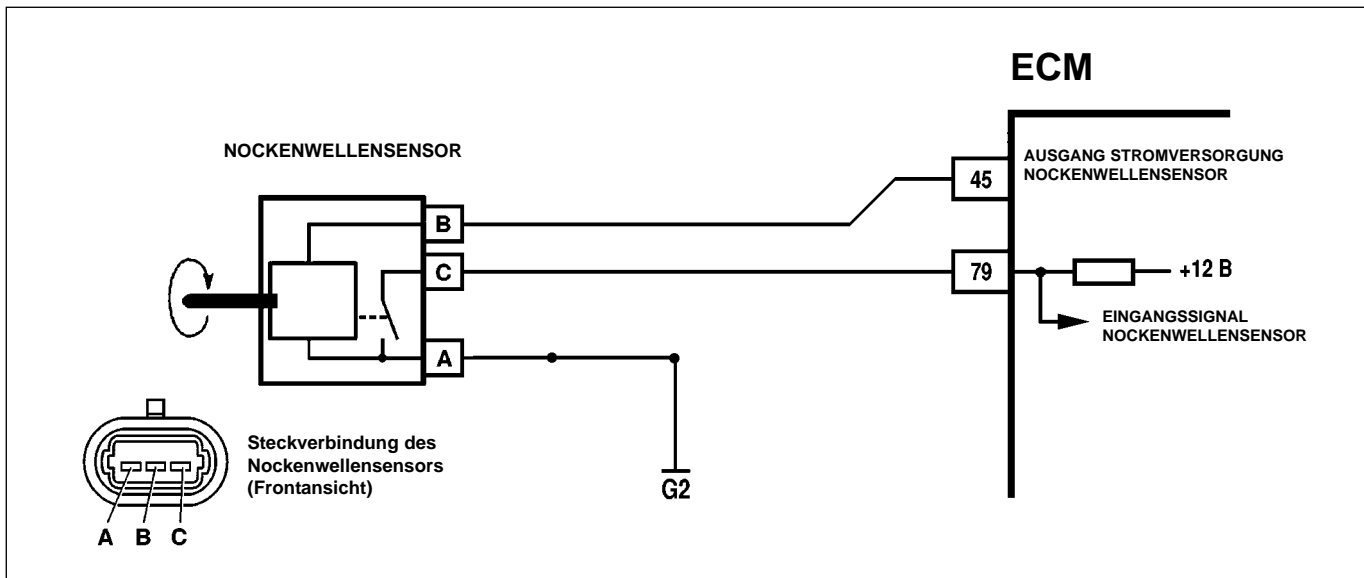 ECM
NOCKENWELLENSENSOR
AUSGANG STROMVERSORGUNG
NOCKENWELLENSENSOR
45
B
C
79
+12 B
EINGANGSSIGNAL
NOCKENWELLENSENSOR
A
Steckverbindung des
Nockenwellensensors
(Frontansicht)
G2
A B C